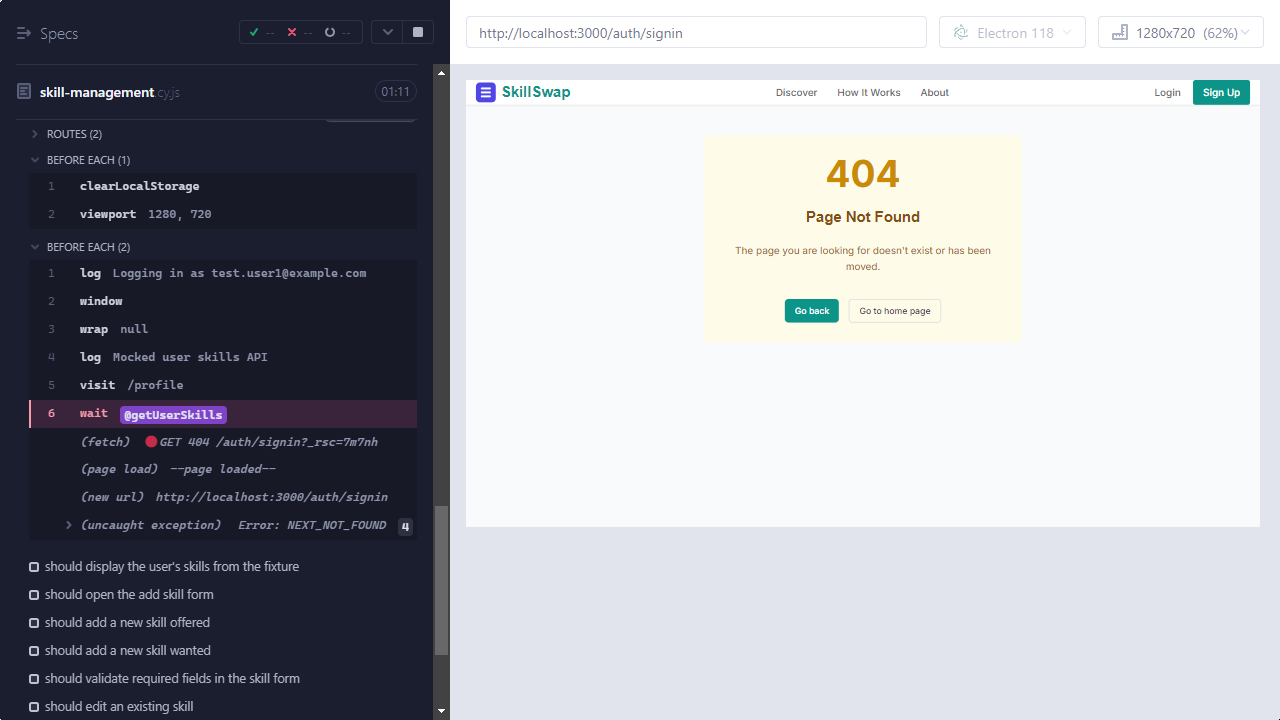 Specs
-- -- --
skill-management.cy.js
01:11
ROUTES (2)
BEFORE EACH (1)
1 clearLocalStorage
2 viewport 1280, 720
BEFORE EACH (2)
1 log Logging in as test.user1@example.com
2 window
3 wrap null
4 log Mocked user skills API
5 visit /profile
6 wait @getUserSkills
(fetch) GET 404 /auth/signin?_rsc=7m7nh
(page load) --page loaded--
(new url) http://localhost:3000/auth/signin
(uncaught exception) Error: NEXT_NOT_FOUND 4
should display the user's skills from the fixture
should open the add skill form
should add a new skill offered
should add a new skill wanted
should validate required fields in the skill form
should edit an existing skill
http://localhost:3000/auth/signin
Electron 118
1280x720 (62%)
SkillSwap
Discover How It Works About
Login Sign Up
404
Page Not Found
The page you are looking for doesn't exist or has been
moved.
Go back Go to home page